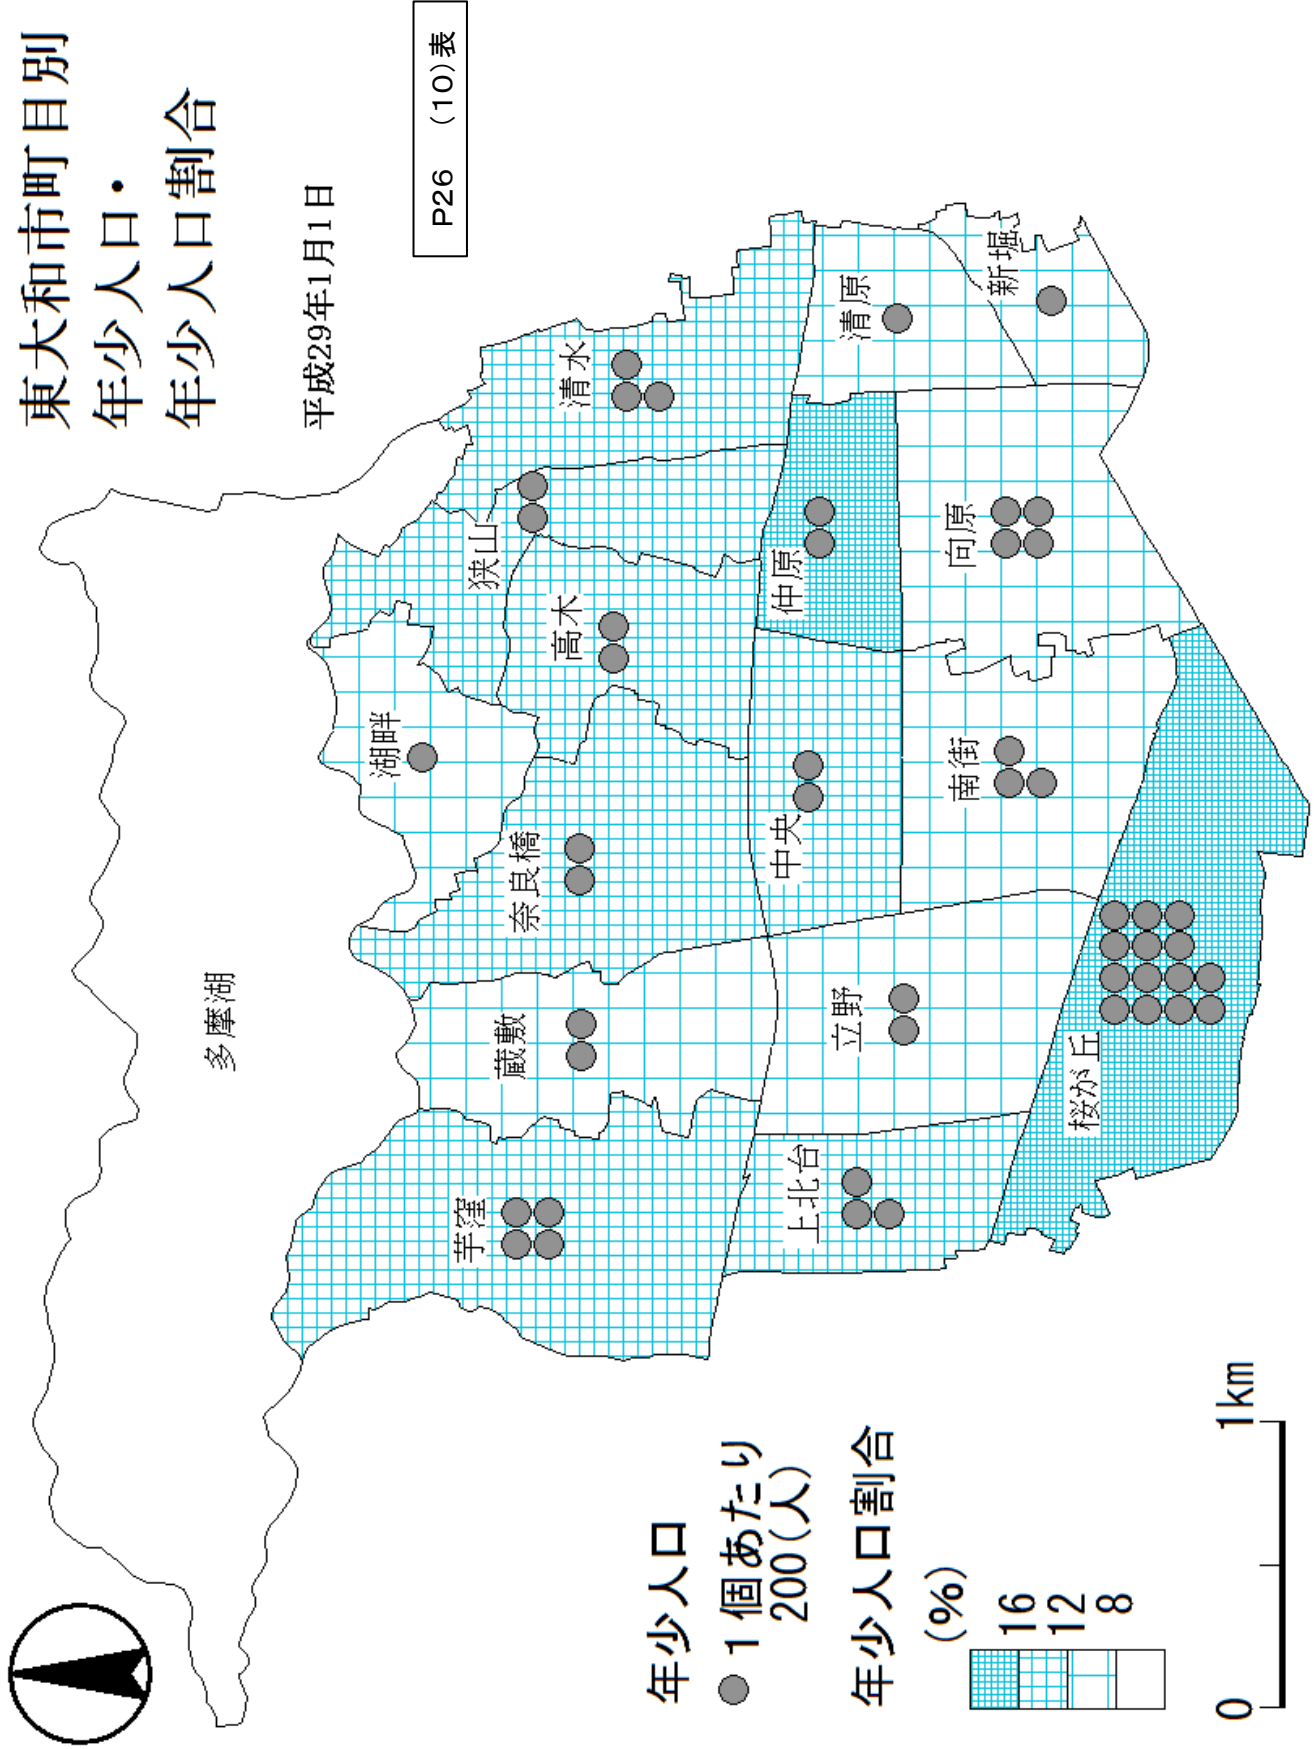 東大和市町目別
年少人口・
年少人口割合
平成29年1月1日
P26 (10)表
多摩湖
湖畔
狭山
清水
高木
奈良橋
蔵敷
芋窪
清原
新堀
仲原
向原
中央
南街
立野
上北台
桜が丘
年少人口
1個あたり
200(人)
年少人口割合
(%)
16
12
8
0
1km